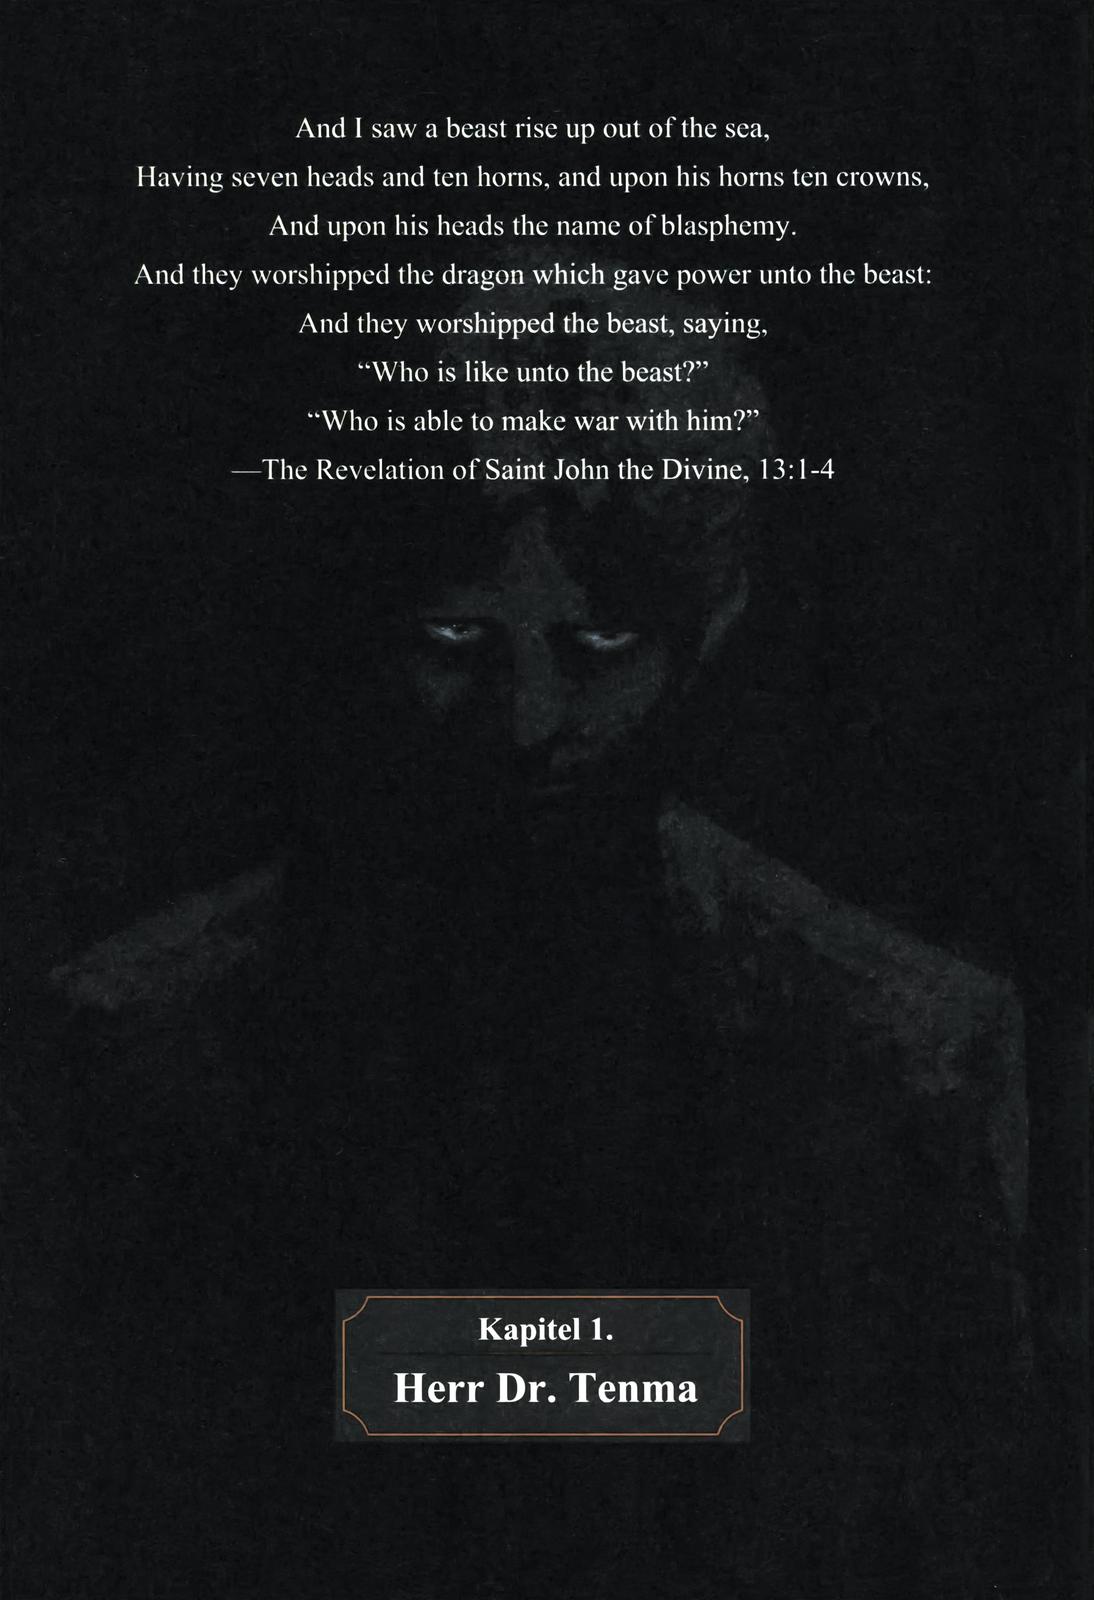 And I saw a beast rise up out of the sea,
Having seven heads and ten horns, and upon his horns ten crowns,
And upon his heads the name of blasphemy.
And they worshipped the dragon which gave power unto the beast:
And they worshipped the beast, saying,
“Who is like unto the beast?”
“Who is able to make war with him?”
—The Revelation of Saint John the Divine, 13:1-4
Kapitel 1.
Herr Dr. Tenma